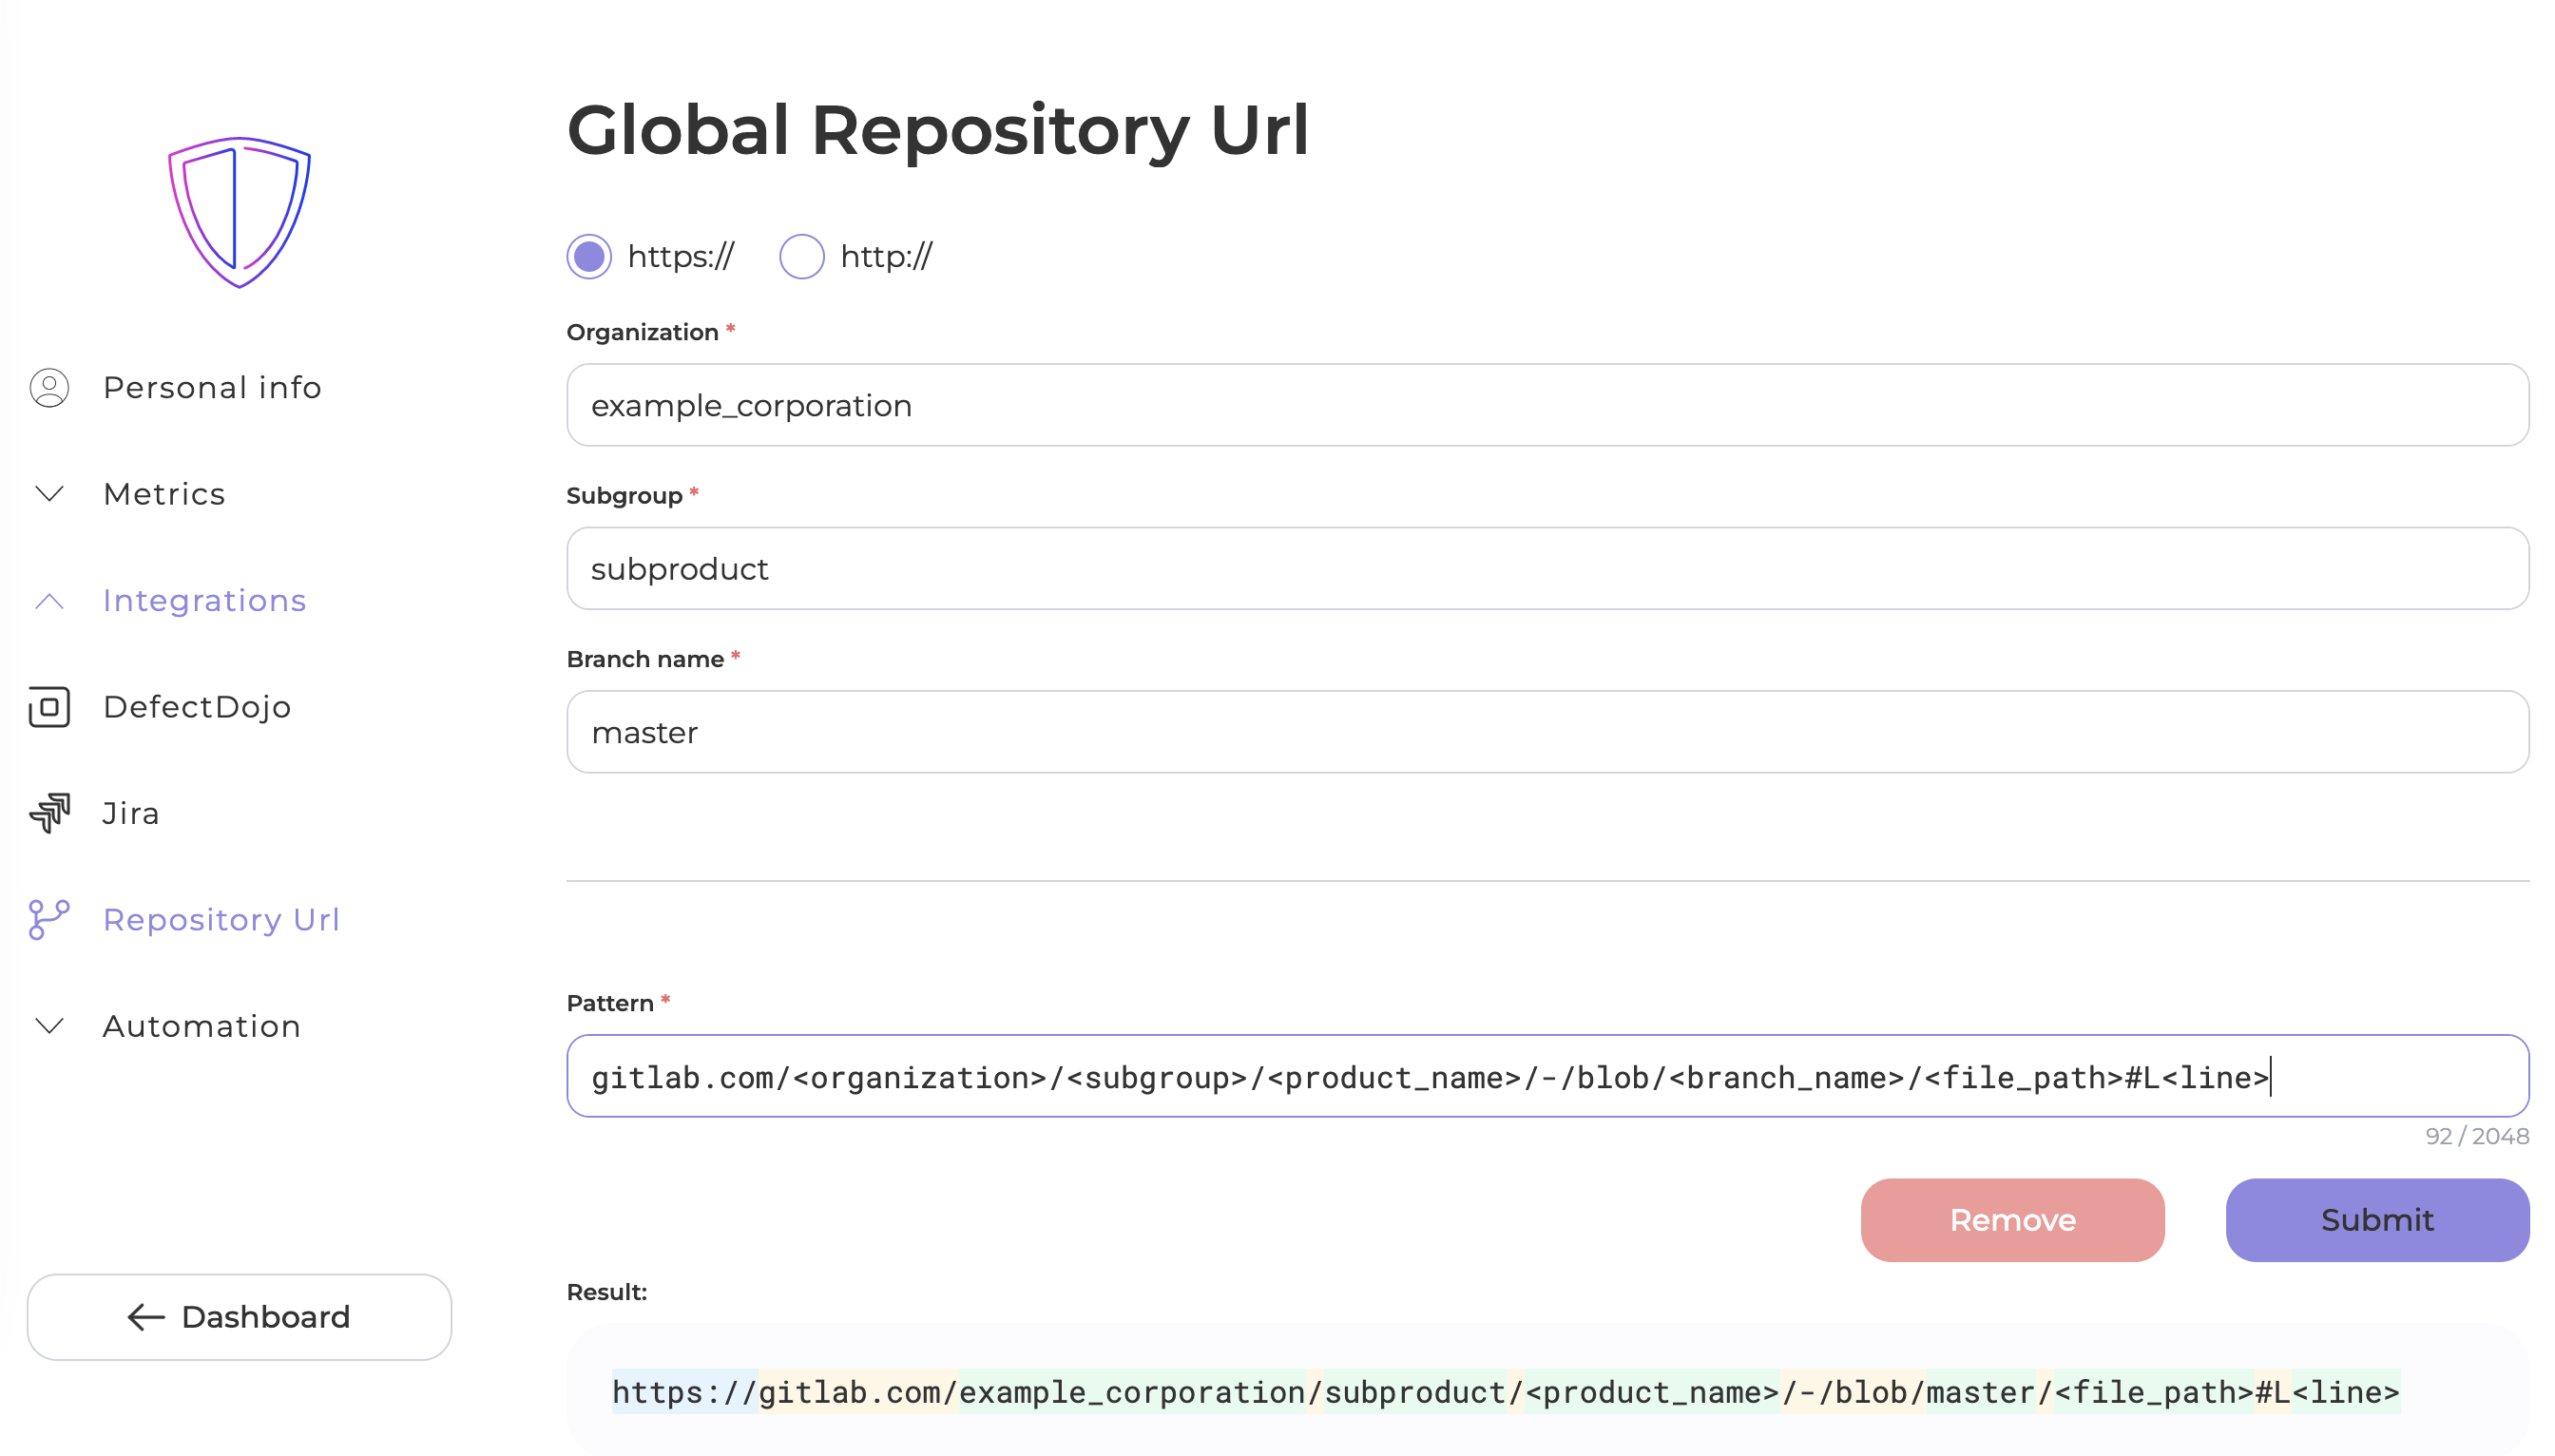 Global Repository Url
https://
http://
Organization *
example_corporation
Subgroup *
subproduct
Branch name *
master
Pattern *
gitlab.com/<organization>/<subgroup>/<product_name>/-/blob/<branch_name>/<file_path>#L<line>
92 / 2048
Remove
Submit
Result:
https://gitlab.com/example_corporation/subproduct/<product_name>/-/blob/master/<file_path>#L<line>
Personal info
Metrics
Integrations
DefectDojo
Jira
Repository Url
Automation
Dashboard